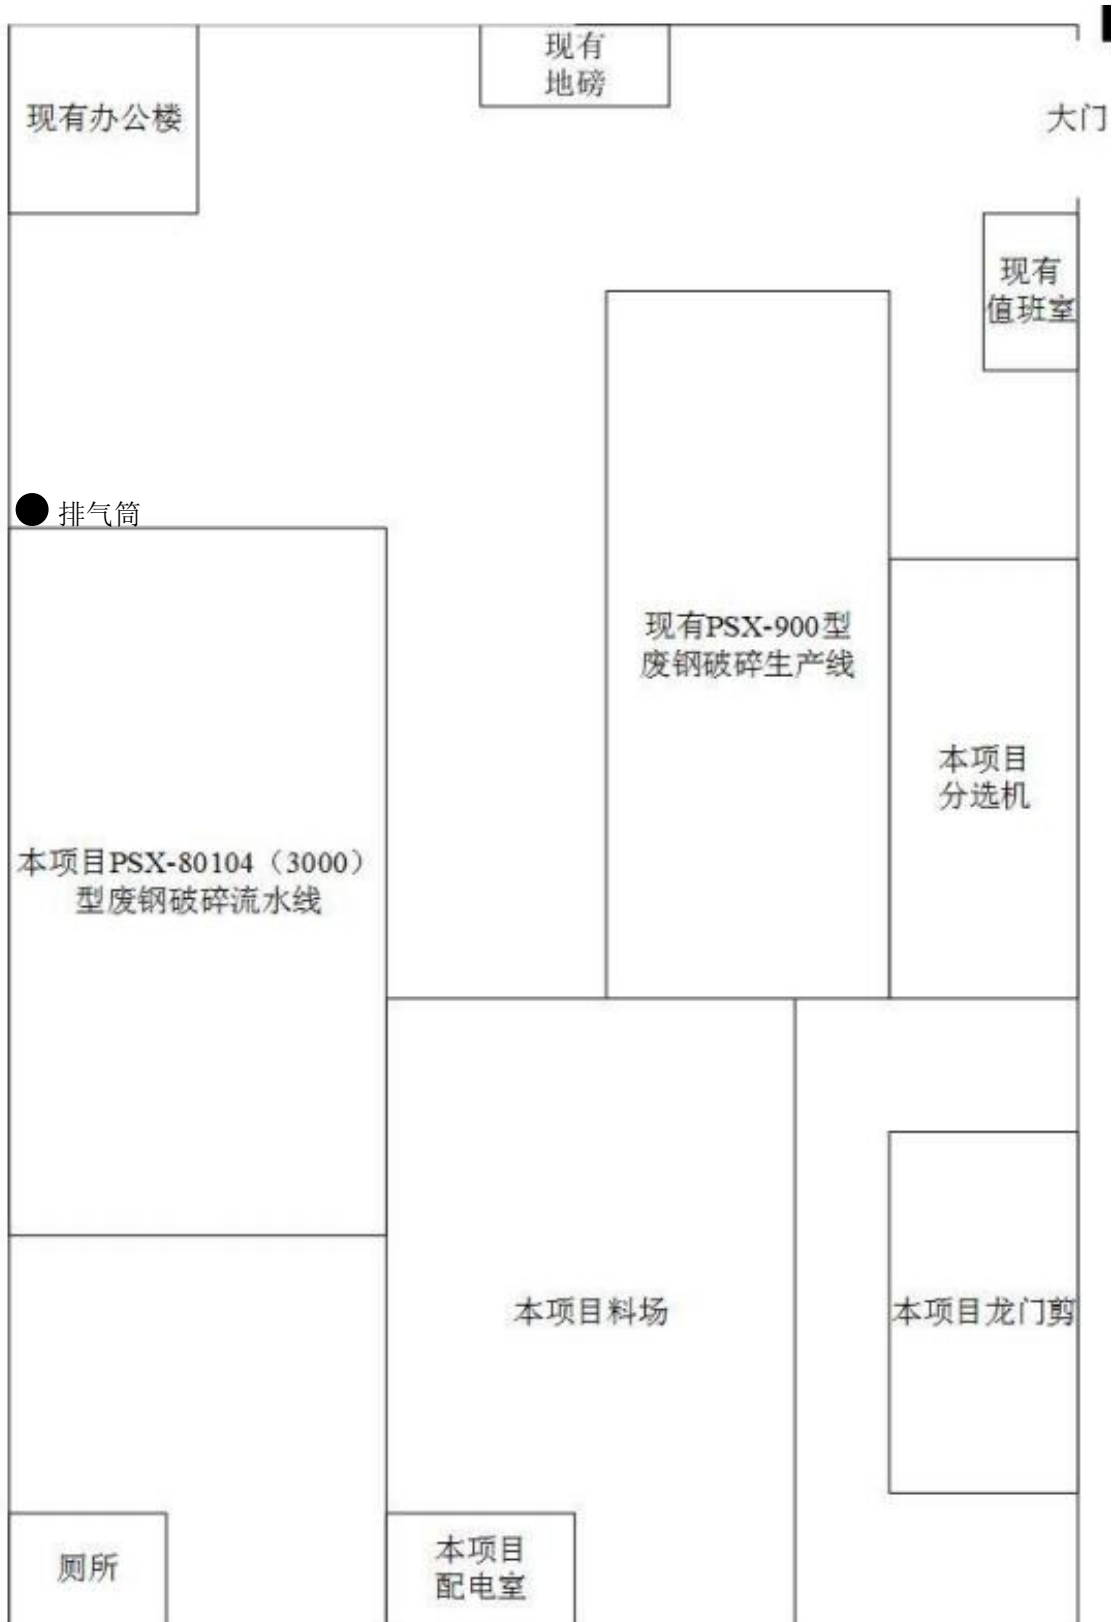 现有
地磅
现有办公楼
大门
现有
值班室
排气筒
现有PSX-900型
废钢破碎生产线
本项目
分选机
本项目PSX-80104（3000）
型废钢破碎流水线
本项目料场
本项目龙门剪
厕所
本项目
配电室